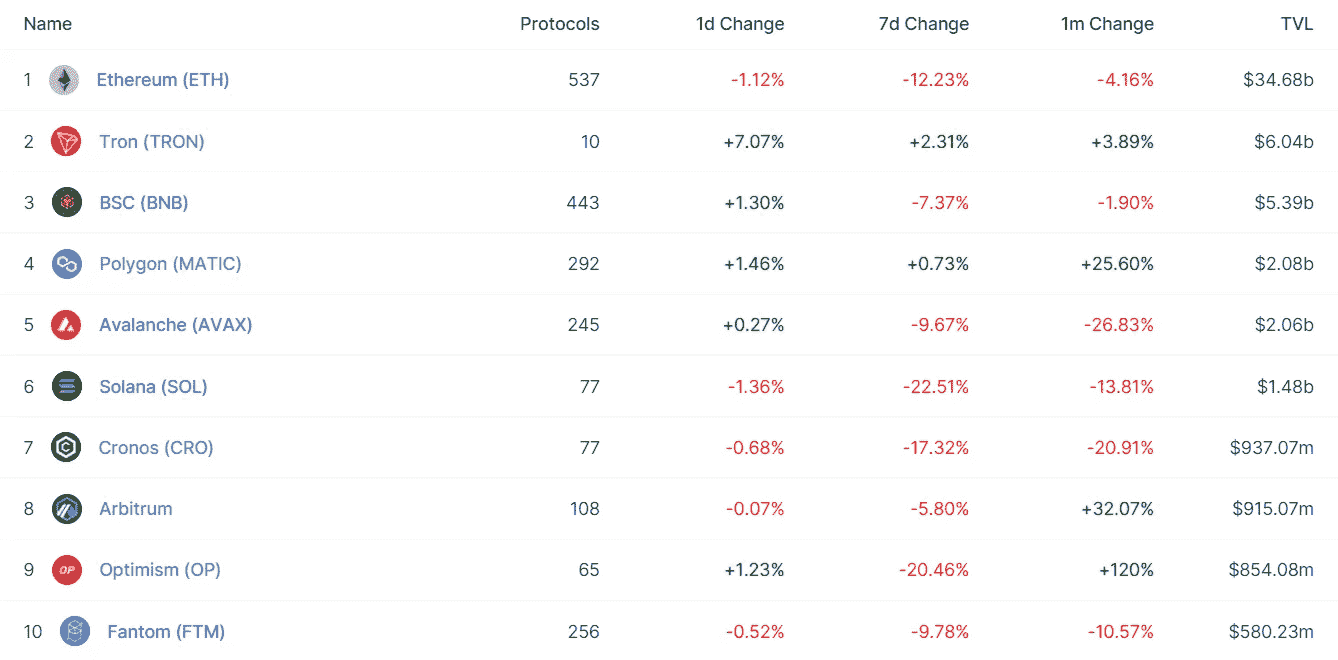 Name Protocols 1d Change 7d Change 1m Change TVL
1 Ethereum (ETH) 537 -1.12% -12.23% -4.16% $34.68b
2 Tron (TRON) 10 +7.07% +2.31% +3.89% $6.04b
3 BSC (BNB) 443 +1.30% -7.37% -1.90% $5.39b
4 Polygon (MATIC) 292 +1.46% +0.73% +25.60% $2.08b
5 Avalanche (AVAX) 245 +0.27% -9.67% -26.83% $2.06b
6 Solana (SOL) 77 -1.36% -22.51% -13.81% $1.48b
7 Cronos (CRO) 77 -0.68% -17.32% -20.91% $937.07m
8 Arbitrum 108 -0.07% -5.80% +32.07% $915.07m
9 OP Optimism (OP) 65 +1.23% -20.46% +120% $854.08m
10 Fantom (FTM) 256 -0.52% -9.78% -10.57% $580.23m